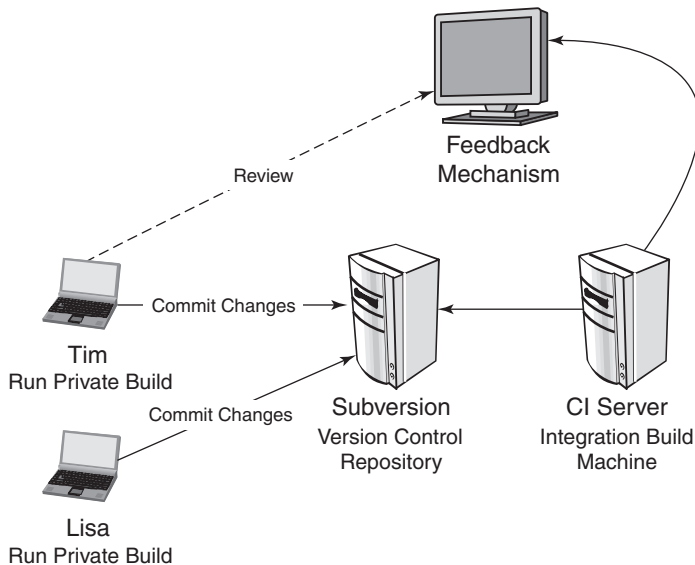 Feedback
Mechanism
Review
Commit Changes
Tim
Run Private Build
Commit Changes
Subversion
Version Control
Repository
CI Server
Integration Build
Machine
Lisa
Run Private Build